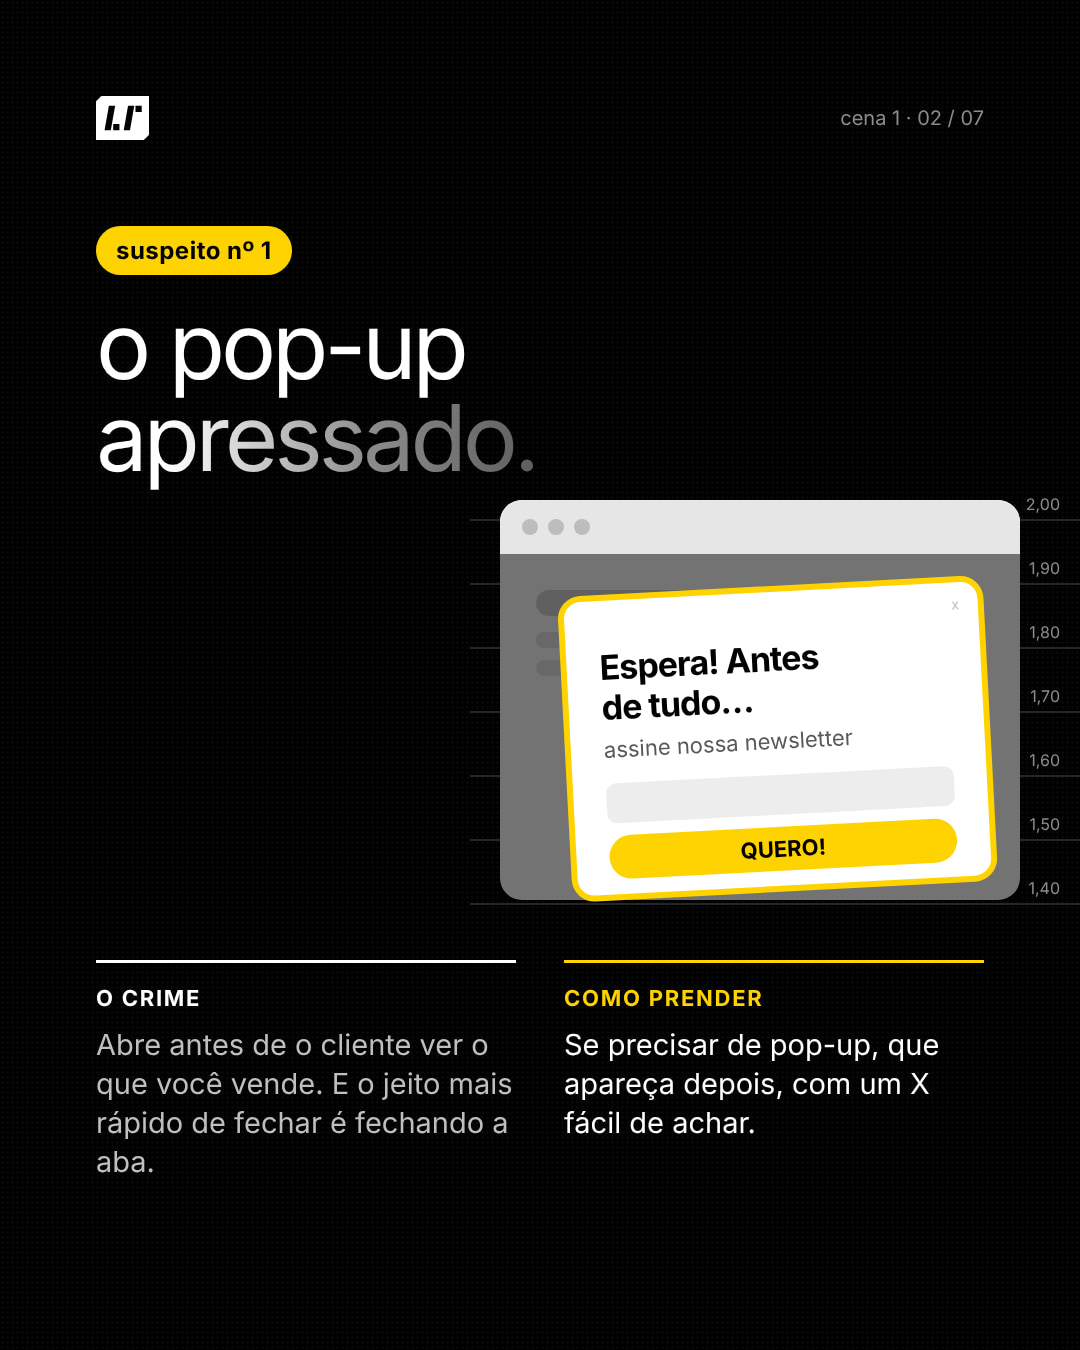 LT
cena 1 · 02 / 07
suspeito nº 1
o pop-up
apressado.
2,00
1,90
1,80
1,70
1,60
1,50
1,40
x
Espera! Antes
de tudo...
assine nossa newsletter
QUERO!
O CRIME
Abre antes de o cliente ver o
que você vende. E o jeito mais
rápido de fechar é fechando a
aba.
COMO PRENDER
Se precisar de pop-up, que
apareça depois, com um X
fácil de achar.